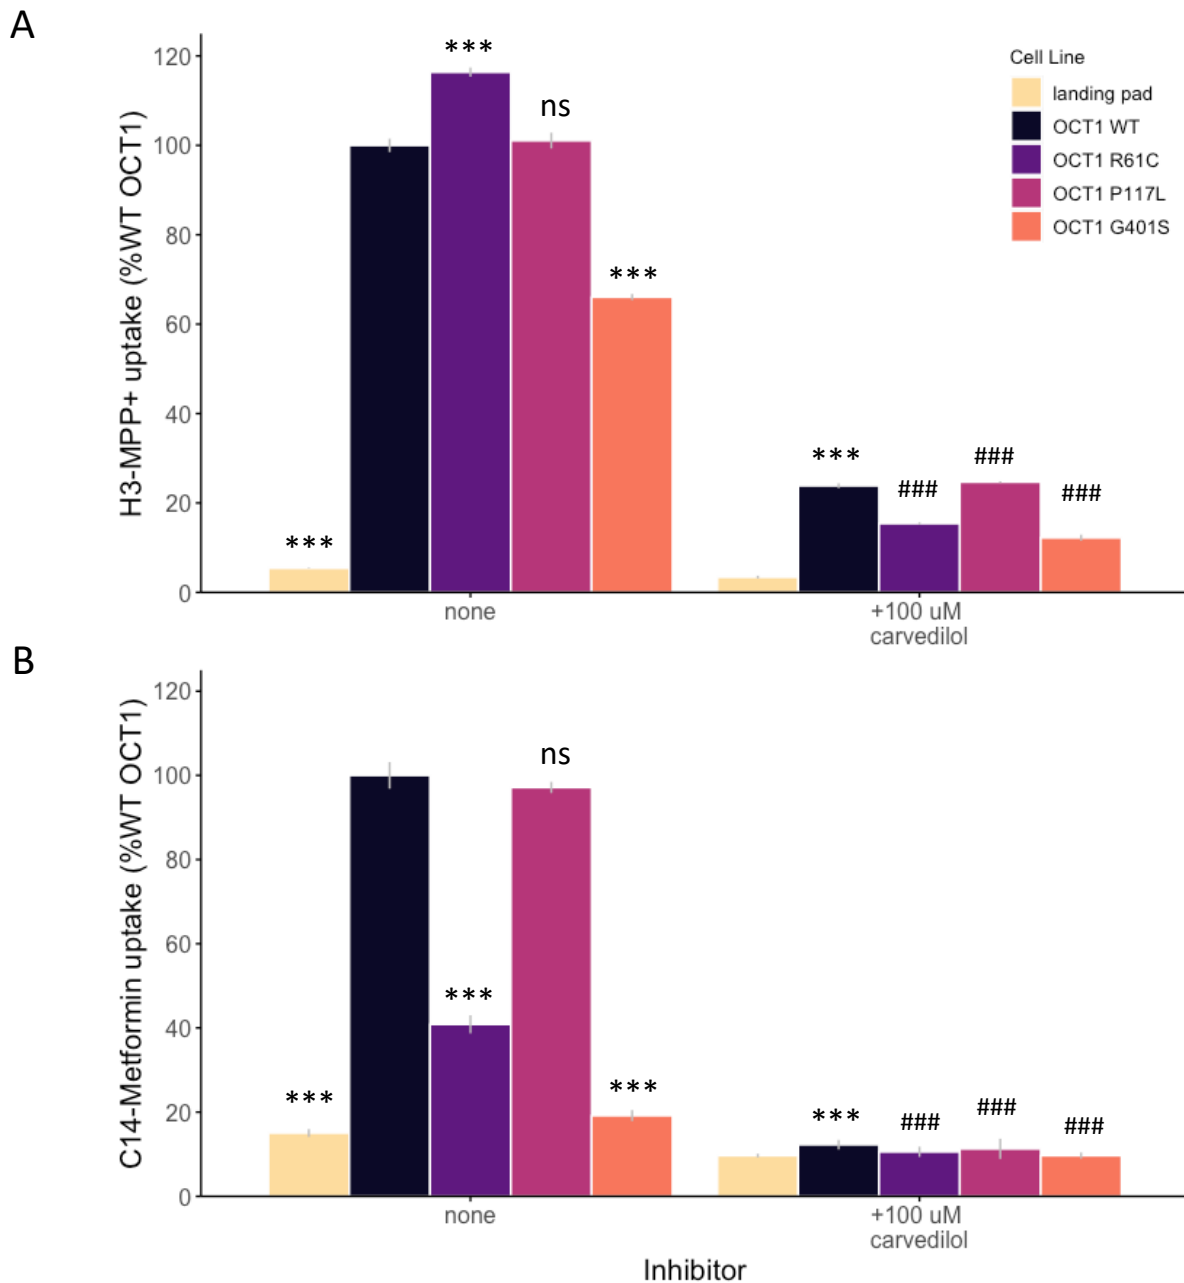 A
H3-MPP+ uptake (%WT OCT1)
120
100
80
60
40
20
0
***
***
ns
***
***
###
###
###
none
+100 uM
carvedilol
Cell Line
landing pad
OCT1 WT
OCT1 R61C
OCT1 P117L
OCT1 G401S
B
C14-Metformin uptake (%WT OCT1)
120
100
80
60
40
20
0
***
***
ns
***
***
###
###
###
none
+100 uM
carvedilol
Inhibitor